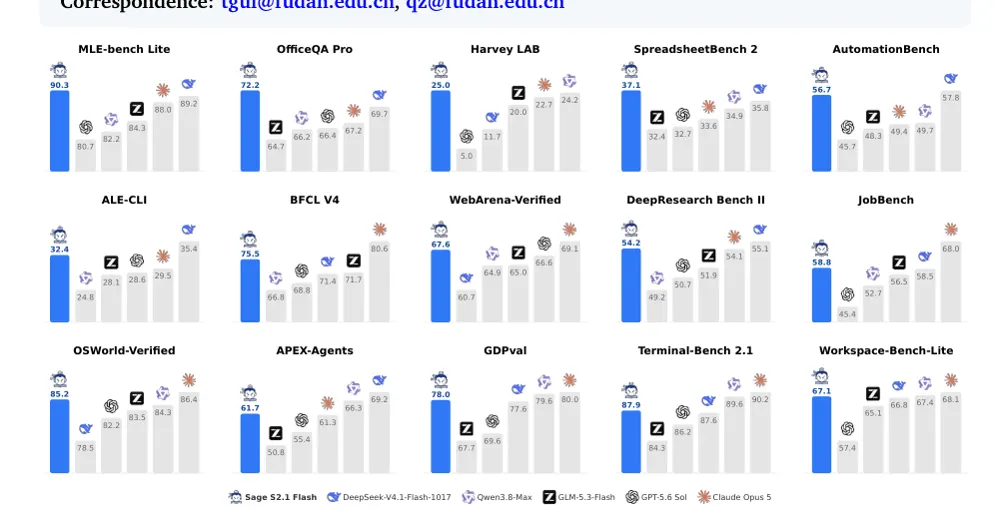 Correspondence: tgui@fudan.edu.cn, qz@fudan.edu.cn
MLE-bench Lite
90.3 80.7 82.2 84.3 88.0 89.2
OfficeQA Pro
72.2 64.7 66.2 66.4 67.2 69.7
Harvey LAB
25.0 5.0 11.7 20.0 22.7 24.2
SpreadsheetBench 2
37.1 32.4 32.7 33.6 34.9 35.8
AutomationBench
56.7 45.7 48.3 49.4 49.7 57.8
ALE-CLI
32.4 24.8 28.1 28.6 29.5 35.4
BFCL V4
75.5 66.8 68.8 71.4 71.7 80.6
WebArena-Verified
67.6 60.7 64.9 65.0 66.6 69.1
DeepResearch Bench II
54.2 49.2 50.7 51.9 54.1 55.1
JobBench
58.8 45.4 52.7 56.5 58.5 68.0
OSWorld-Verified
85.2 78.5 82.2 83.5 84.3 86.4
APEX-Agents
61.7 50.8 55.4 61.3 66.3 69.2
GDPval
78.0 67.7 69.6 77.6 79.6 80.0
Terminal-Bench 2.1
87.9 84.3 86.2 87.6 89.6 90.2
Workspace-Bench-Lite
67.1 57.4 65.1 66.8 67.4 68.1
Sage S2.1 Flash DeepSeek-V4.1-Flash-1017 Qwen3.8-Max GLM-5.3-Flash GPT-5.6 Sol Claude Opus 5